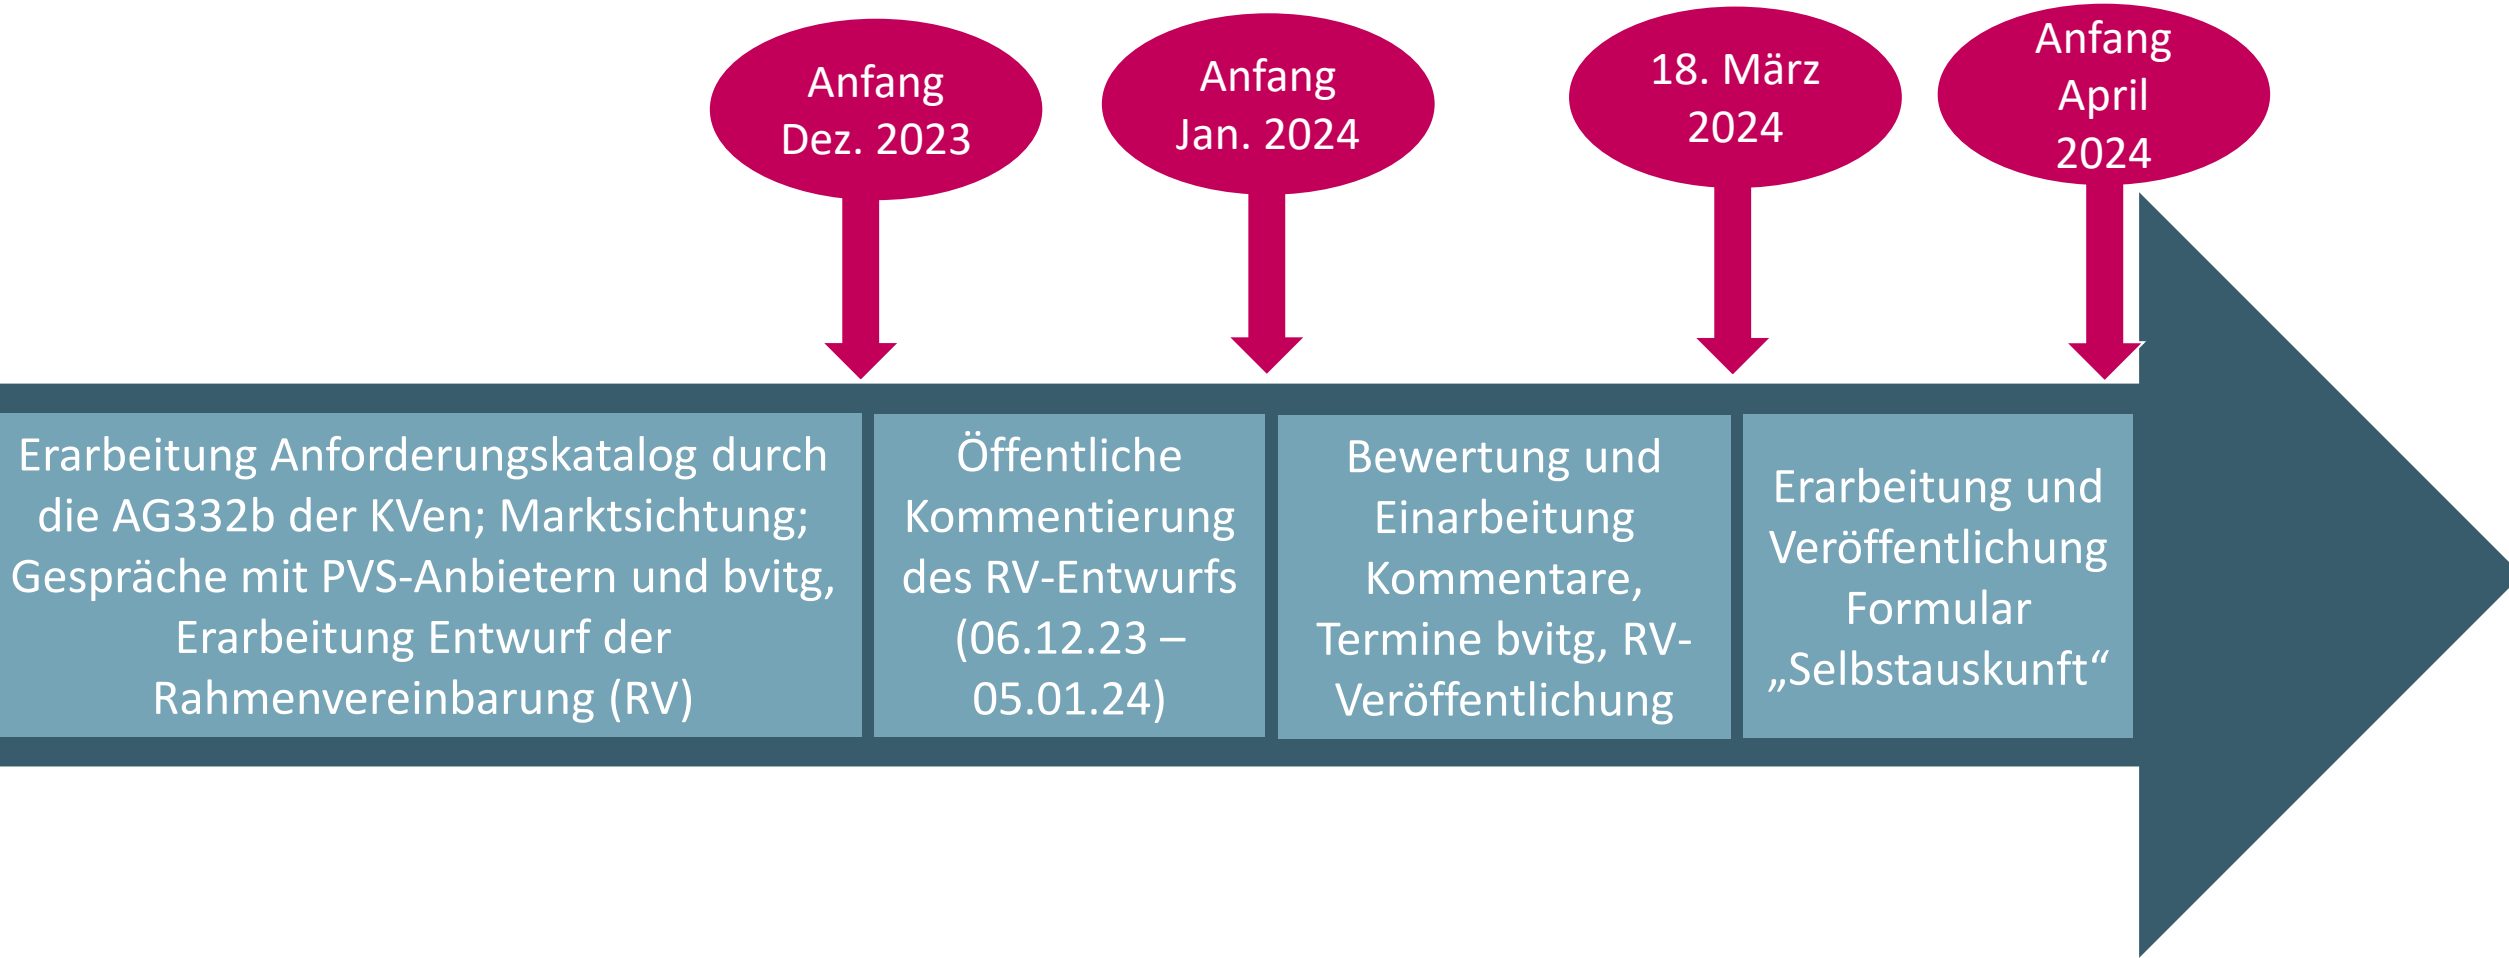 Anfang
Dez. 2023
Anfang
Jan. 2024
18. März
2024
Anfang
April
2024
Erarbeitung Anforderungskatalog durch
die AG332b der KVen; Marktsichtung;
Gespräche mit PVS-Anbietern und bvitg,
Erarbeitung Entwurf der
Rahmenvereinbarung (RV)
Öffentliche
Kommentierung
des RV-Entwurfs
(06.12.23 –
05.01.24)
Bewertung und
Einarbeitung
Kommentare,
Termine bvitg, RV-
Veröffentlichung
Erarbeitung und
Veröffentlichung
Formular
„Selbstauskunft“